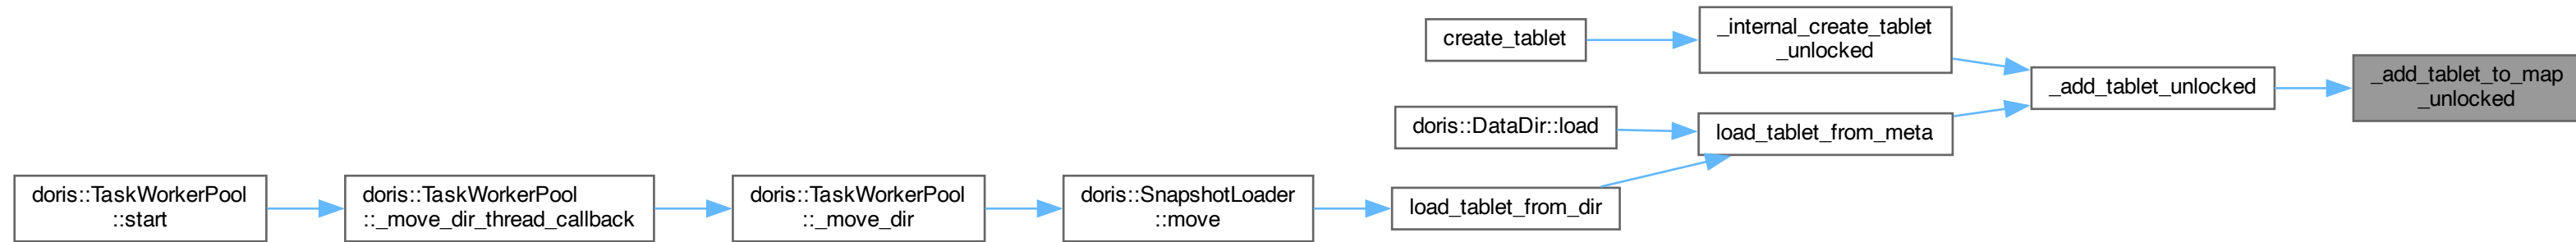 _internal_create_tablet
_unlocked
create_tablet
_add_tablet_to_map
_unlocked
_add_tablet_unlocked
doris::DataDir::load
load_tablet_from_meta
doris::TaskWorkerPool
::start
doris::TaskWorkerPool
::_move_dir_thread_callback
doris::TaskWorkerPool
::_move_dir
doris::SnapshotLoader
::move
load_tablet_from_dir